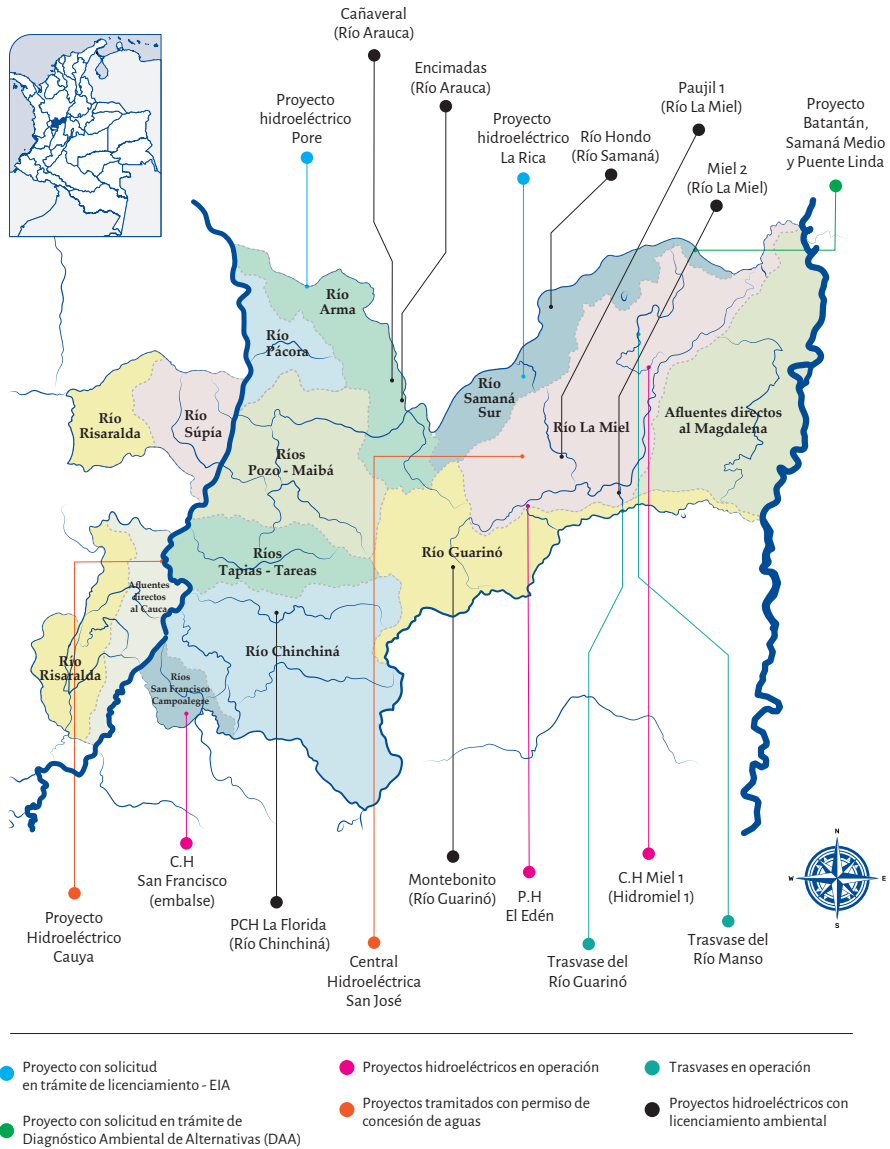 Cañaveral
(Río Arauca)
Encimadas
(Río Arauca)
Paujil 1
(Río La Miel)
Proyecto
hidroeléctrico
Pore
Proyecto
hidroeléctrico
La Rica
Río Hondo
(Río Samaná)
Miel 2
(Río La Miel)
Proyecto
Batantán,
Samaná Medio
y Puente Linda
Río
Arma
Río
Pácora
Río
Samaná
Sur
Río
Risaralda
Río
Súpía
Río La Miel
Afluentes directos
al Magdalena
Ríos
Pozo - Maibá
Río Guarinó
Ríos
Tapias - Tareas
Afluentes
directos
al Cauca
Río Chinchiná
Río
Risaralda
Ríos
San Francisco
Campoalegre
C.H
San Francisco
(embalse)
Proyecto
Hidroeléctrico
Cauya
PCH La Florida
(Río Chinchiná)
Central
Hidroeléctrica
San José
Montebonito
(Río Guarinó)
P.H
El Edén
C.H Miel 1
(Hidromiel 1)
Trasvase del
Río Guarinó
Trasvase del
Río Manso
N
W
E
S
Proyecto con solicitud
en trámite de licenciamiento - EIA
Proyecto con solicitud en trámite de
Diagnóstico Ambiental de Alternativas (DAA)
Proyectos hidroeléctricos en operación
Proyectos tramitados con permiso de
concesión de aguas
Trasvases en operación
Proyectos hidroeléctricos con
licenciamiento ambiental